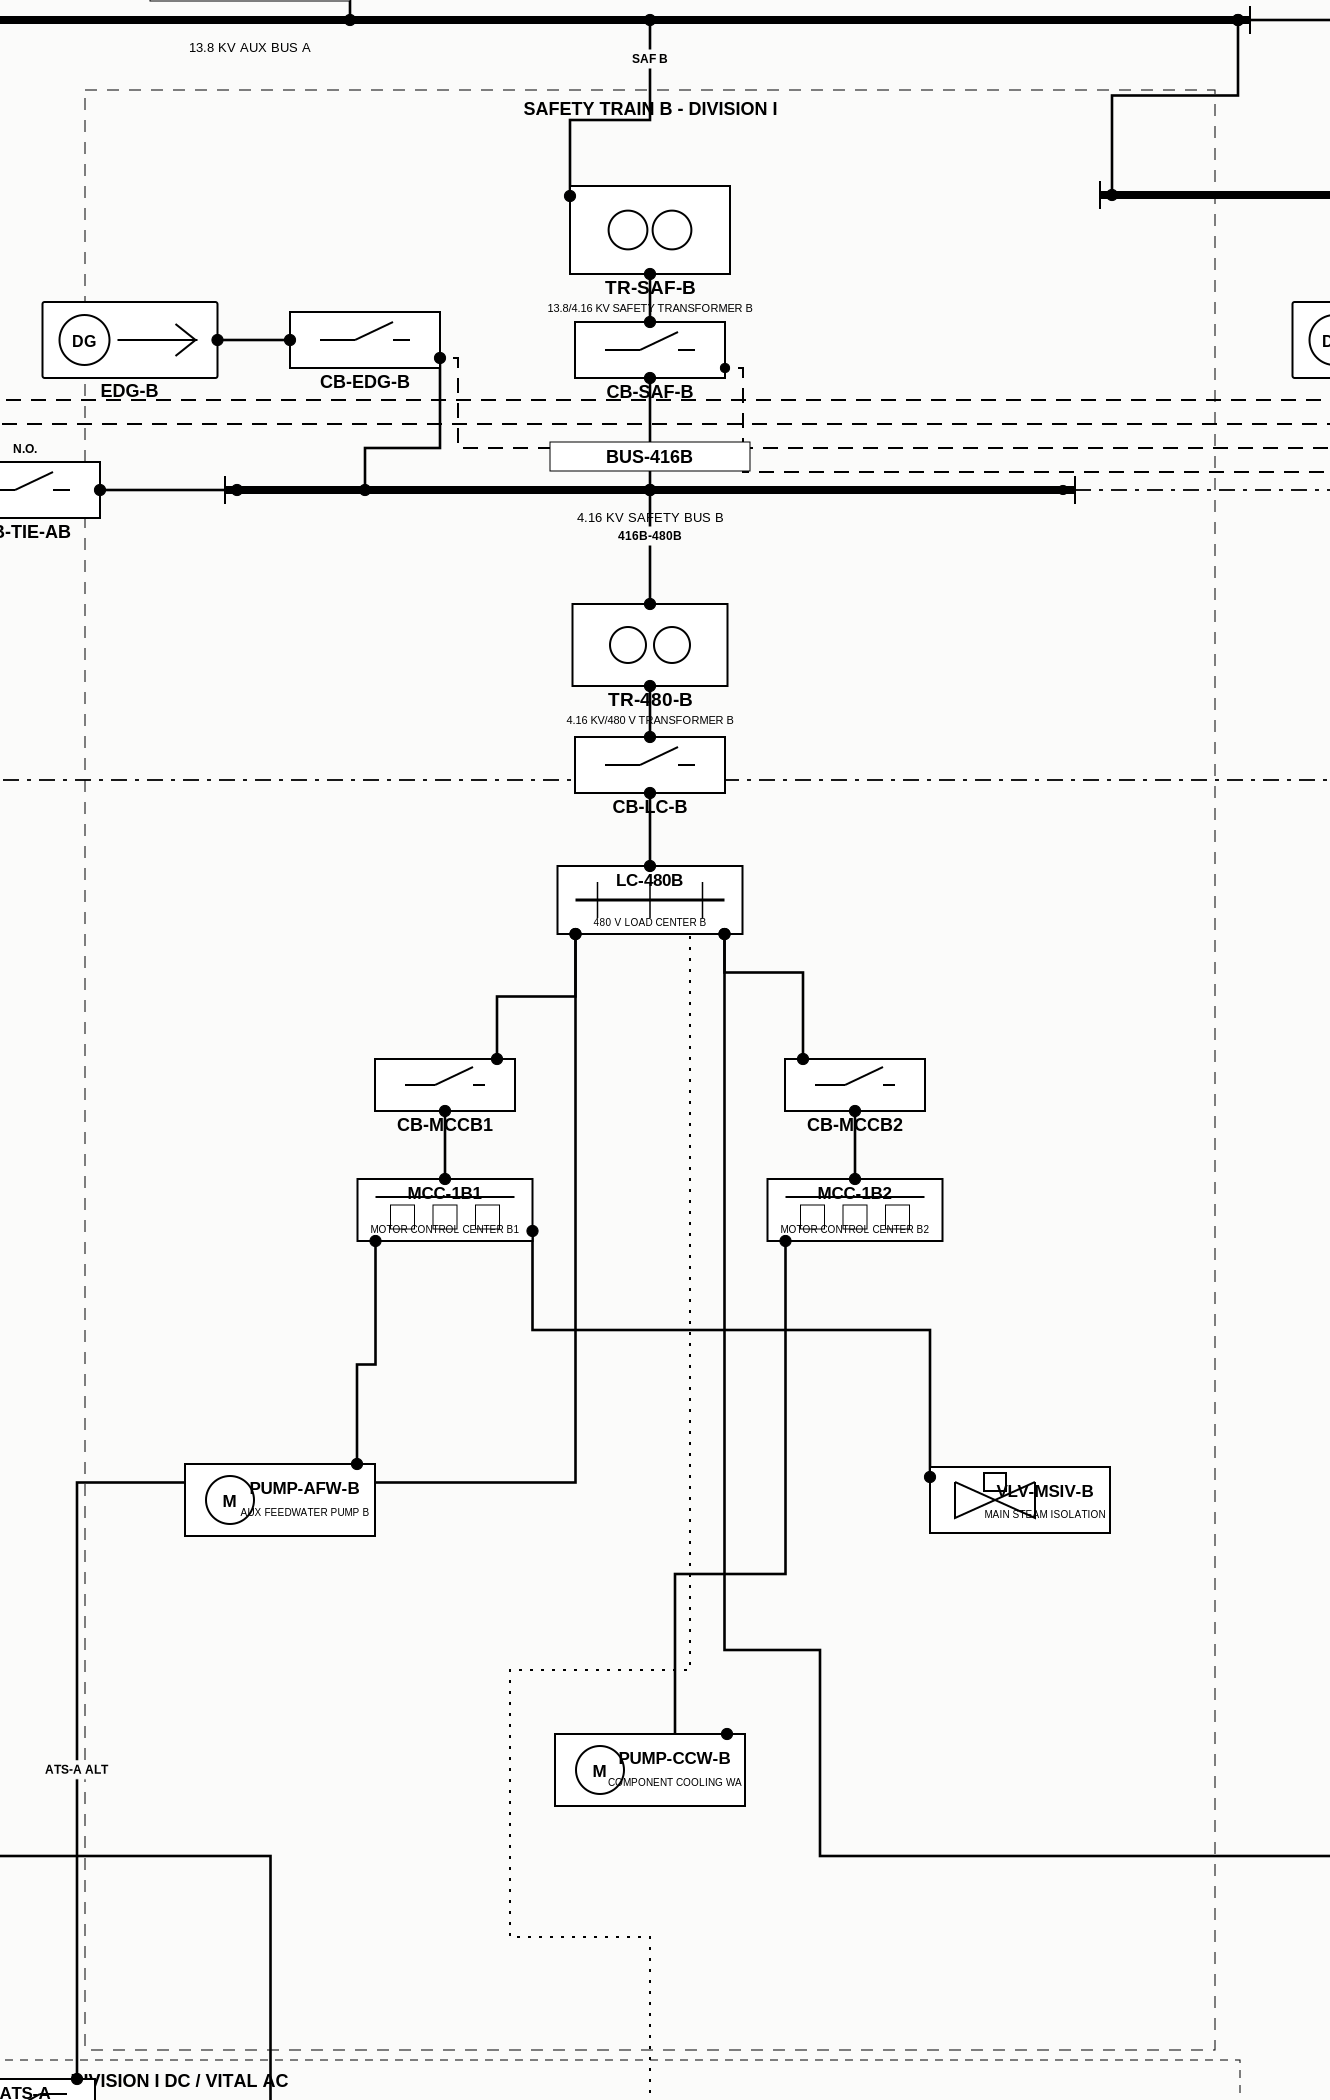 13.8 KV AUX BUS A
SAF B
SAFETY TRAIN B - DIVISION I
TR-SAF-B
13.8/4.16 KV SAFETY TRANSFORMER B
DG
EDG-B
CB-EDG-B
CB-SAF-B
N.O.
BUS-416B
B-TIE-AB
4.16 KV SAFETY BUS B
416B-480B
TR-480-B
4.16 KV/480 V TRANSFORMER B
CB-LC-B
LC-480B
480 V LOAD CENTER B
CB-MCCB1
CB-MCCB2
MCC-1B1
MOTOR CONTROL CENTER B1
MCC-1B2
MOTOR CONTROL CENTER B2
M
PUMP-AFW-B
AUX FEEDWATER PUMP B
VLV-MSIV-B
MAIN STEAM ISOLATION
M
PUMP-CCW-B
COMPONENT COOLING WA
ATS-A ALT
DIVISION I DC / VITAL AC
ATS-A